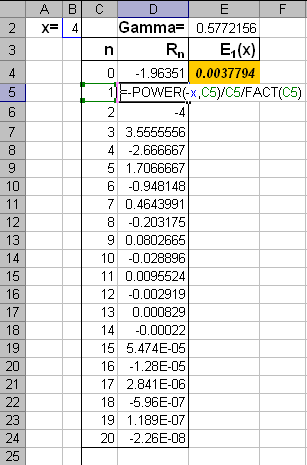 A B C D E F
2 x= 4 Gamma= 0.5772156
3 n Rn E1(x)
4 0 -1.96351 0.0037794
5 1 =-POWER(-x,C5)/C5/FACT(C5)
6 2 -4
7 3 3.5555556
8 4 -2.666667
9 5 1.7066667
10 6 -0.948148
11 7 0.4643991
12 8 -0.203175
13 9 0.0802665
14 10 -0.028896
15 11 0.0095524
16 12 -0.002919
17 13 0.000829
18 14 -0.00022
19 15 5.474E-05
20 16 -1.28E-05
21 17 2.841E-06
22 18 -5.96E-07
23 19 1.189E-07
24 20 -2.26E-08
25